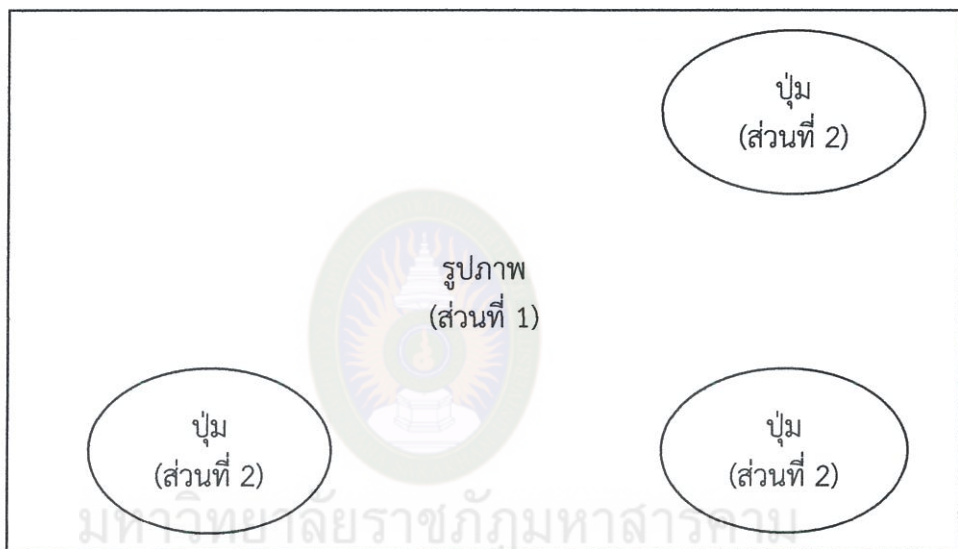 ปุ่ม
(ส่วนที่ 2)
รูปภาพ
(ส่วนที่ 1)
ปุ่ม
(ส่วนที่ 2)
ปุ่ม
(ส่วนที่ 2)
มหาวิทยาลัยราชภัฏมหาสารคาม